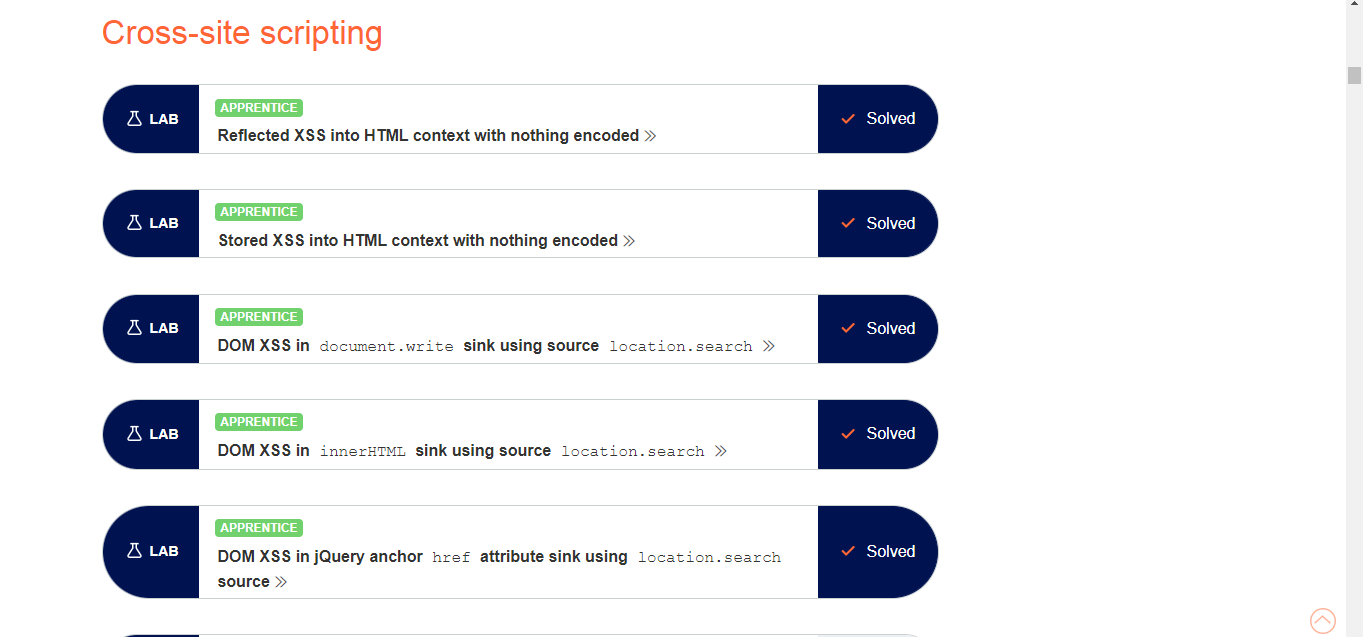 Cross-site scripting
LAB
APPRENTICE
Reflected XSS into HTML context with nothing encoded
Solved
LAB
APPRENTICE
Stored XSS into HTML context with nothing encoded
Solved
LAB
APPRENTICE
DOM XSS in document.write sink using source location.search
Solved
LAB
APPRENTICE
DOM XSS in innerHTML sink using source location.search
Solved
LAB
APPRENTICE
DOM XSS in jQuery anchor href attribute sink using location.search
source
Solved